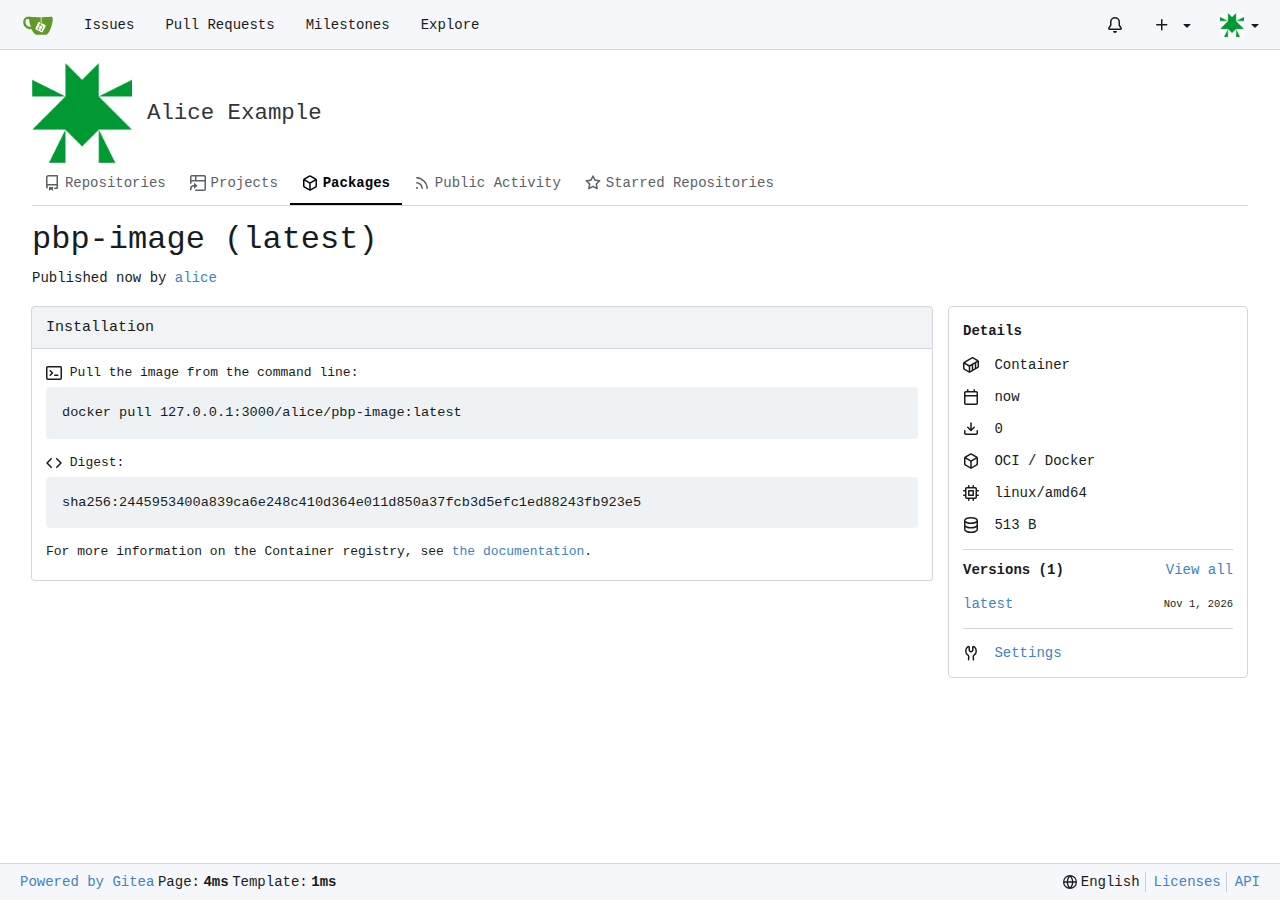 Issues Pull Requests Milestones Explore
Alice Example
Repositories Projects Packages Public Activity Starred Repositories
pbp-image (latest)
Published now by alice
Installation
Pull the image from the command line:
docker pull 127.0.0.1:3000/alice/pbp-image:latest
Digest:
sha256:2445953400a839ca6e248c410d364e011d850a37fcb3d5efc1ed88243fb923e5
For more information on the Container registry, see the documentation.
Details
Container
now
0
OCI / Docker
linux/amd64
513 B
Versions (1) View all
latest Nov 1, 2026
Settings
Powered by Gitea Page: 4ms Template: 1ms English Licenses API